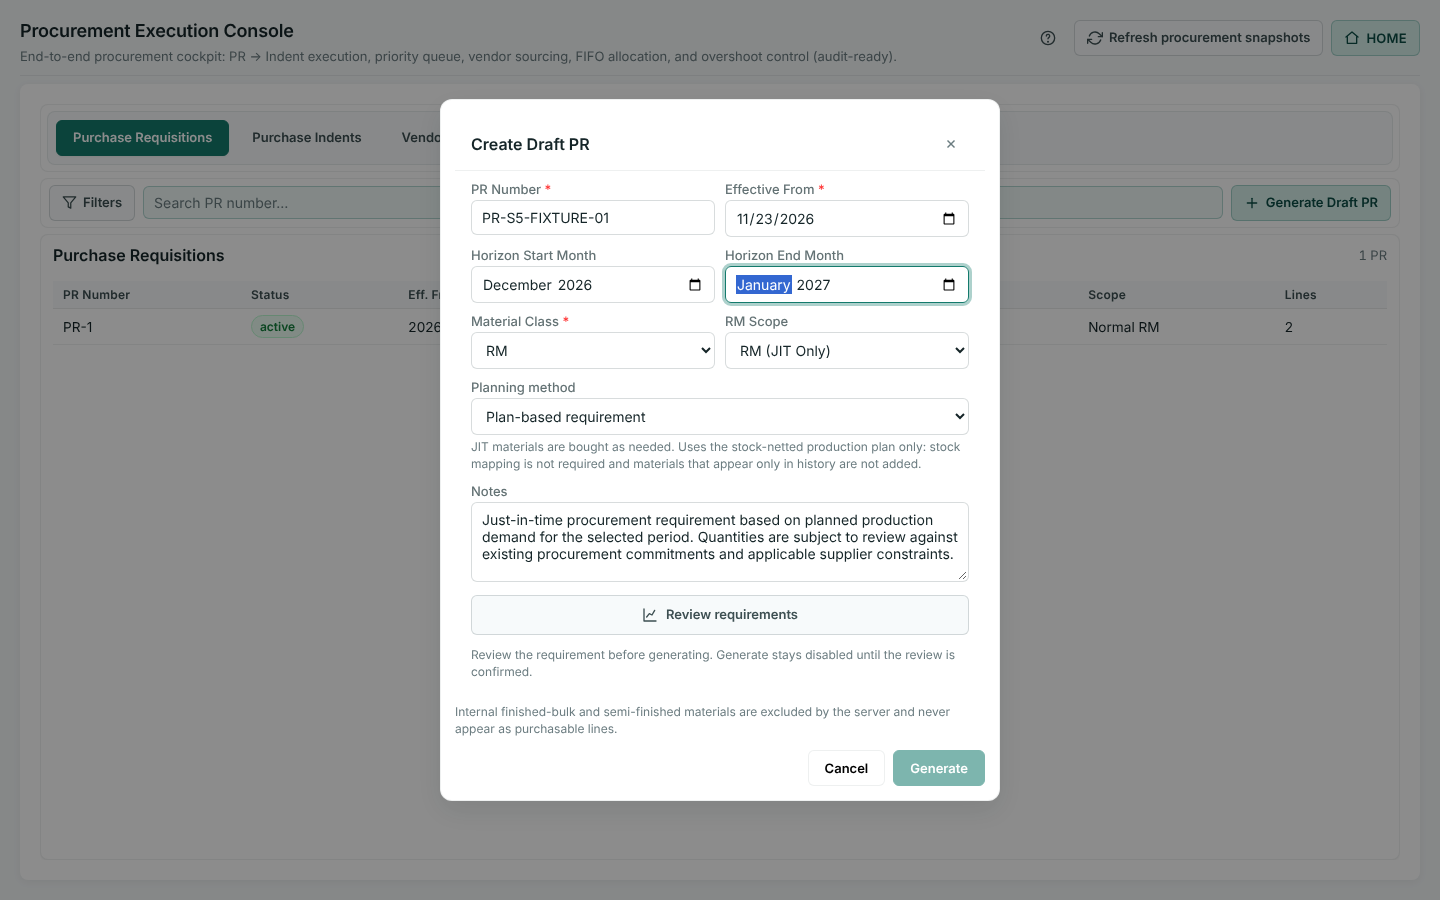 Procurement Execution Console
End-to-end procurement cockpit: PR → Indent execution, priority queue, vendor sourcing, FIFO allocation, and overshoot control (audit-ready).
Refresh procurement snapshots
HOME
Purchase Requisitions
Purchase Indents
Filters
Search PR number...
Generate Draft PR
Purchase Requisitions
1 PR
PR Number
Status
Scope
Lines
PR-1
active
2026
Normal RM
2
Create Draft PR
×
PR Number *
Effective From *
PR-S5-FIXTURE-01
11/23/2026
Horizon Start Month
Horizon End Month
December 2026
January 2027
Material Class *
RM Scope
RM
RM (JIT Only)
Planning method
Plan-based requirement
JIT materials are bought as needed. Uses the stock-netted production plan only: stock
mapping is not required and materials that appear only in history are not added.
Notes
Just-in-time procurement requirement based on planned production
demand for the selected period. Quantities are subject to review against
existing procurement commitments and applicable supplier constraints.
Review requirements
Review the requirement before generating. Generate stays disabled until the review is
confirmed.
Internal finished-bulk and semi-finished materials are excluded by the server and never
appear as purchasable lines.
Cancel
Generate